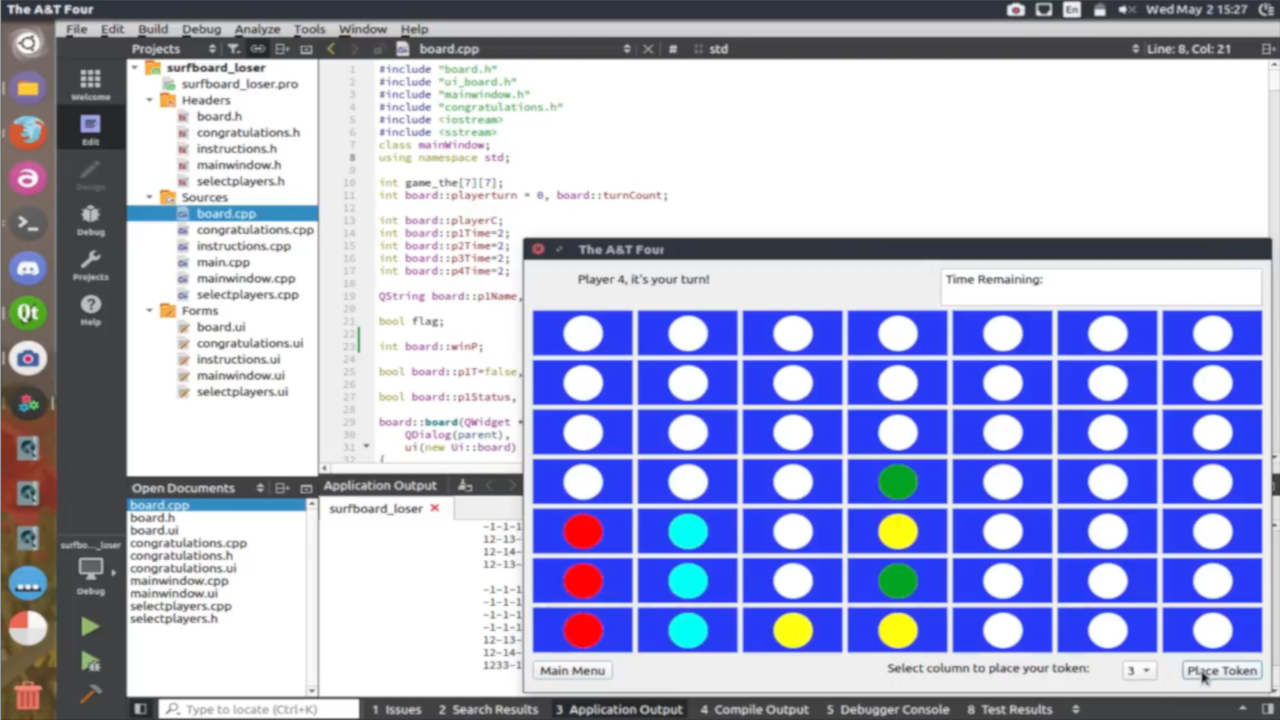 The A&T Four
En
Wed May 2 15:27
File Edit Build Debug Analyze Tools Window Help
Projects
board.cpp
# std
Line: 8, Col: 21
Welcome
Edit
Design
Debug
Projects
Help
surfboard_loser
surfboard_loser.pro
Headers
board.h
congratulations.h
instructions.h
mainwindow.h
selectplayers.h
Sources
board.cpp
congratulations.cpp
instructions.cpp
main.cpp
mainwindow.cpp
selectplayers.cpp
Forms
board.ui
congratulations.ui
instructions.ui
mainwindow.ui
selectplayers.ui
1 #include "board.h"
2 #include "ui_board.h"
3 #include "mainwindow.h"
4 #include "congratulations.h"
5 #include <iostream>
6 #include <sstream>
7 class mainWindow;
8 using namespace std;
9
10 int game_the[7][7];
11 int board::playerturn = 0, board::turnCount;
12
13 int board::playerC;
14 int board::p1Time=2;
15 int board::p2Time=2;
16 int board::p3Time=2;
17 int board::p4Time=2;
18
19 QString board::p1Name,
20
21 bool flag;
22
23 int board::winP;
24
25 bool board::p1T=false,
26
27 bool board::p1Status,
28
29 board::board(QWidget *
30 QDialog(parent),
31 ui(new Ui::board)
32 {
The A&T Four
Player 4, it's your turn!
Time Remaining:
Main Menu
Select column to place your token:
3
Place Token
Open Documents
board.cpp
board.h
board.ui
congratulations.cpp
congratulations.h
congratulations.ui
mainwindow.cpp
mainwindow.ui
selectplayers.cpp
selectplayers.h
Application Output
surfboard_loser
-1-1-1
12-13-
12-14-
12-13-
-1-1-1
-1-1-1
-1-1-1
-1-1-1
12-13-
12-14-
1233-1
surfbo..._loser
Debug
Type to locate (Ctrl+K)
1 Issues
2 Search Results
3 Application Output
4 Compile Output
5 Debugger Console
8 Test Results